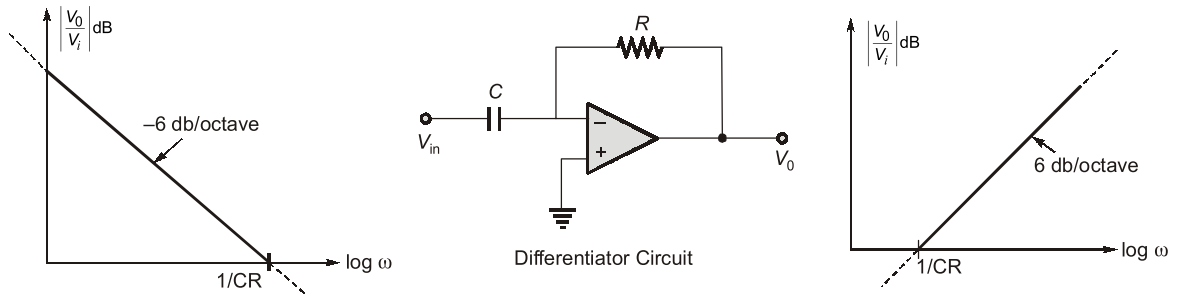 |V0/Vi| dB
–6 db/octave
log ω
1/CR
R
C
Vin
–
+
V0
Differentiator Circuit
|V0/Vi| dB
6 db/octave
log ω
1/CR